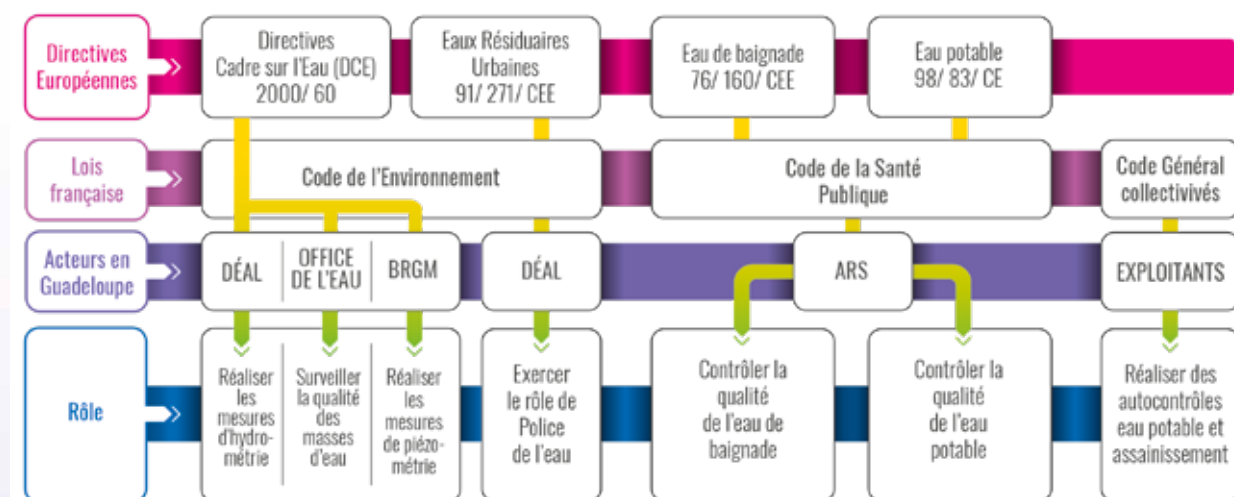 Directives
Européennes
Directives
Cadre sur l'Eau (DCE)
2000/ 60
Eaux Résiduaires
Urbaines
91/ 271/ CEE
Eau de baignade
76/ 160/ CEE
Eau potable
98/ 83/ CE
Lois
française
Code de l'Environnement
Code de la Santé
Publique
Code Général
collectivivés
Acteurs en
Guadeloupe
DÉAL
OFFICE
DE L'EAU
BRGM
DÉAL
ARS
EXPLOITANTS
Rôle
Réaliser
les
mesures
d'hydro-
métrie
Surveiller
la qualité
des
masses
d'eau
Réaliser
les
mesures
de piézo-
métrie
Exercer
le rôle de
Police
de l'eau
Contrôler la
qualité
de l'eau de
baignade
Contrôler la
qualité
de l'eau
potable
Réaliser des
autocontrôles
eau potable et
assainissement